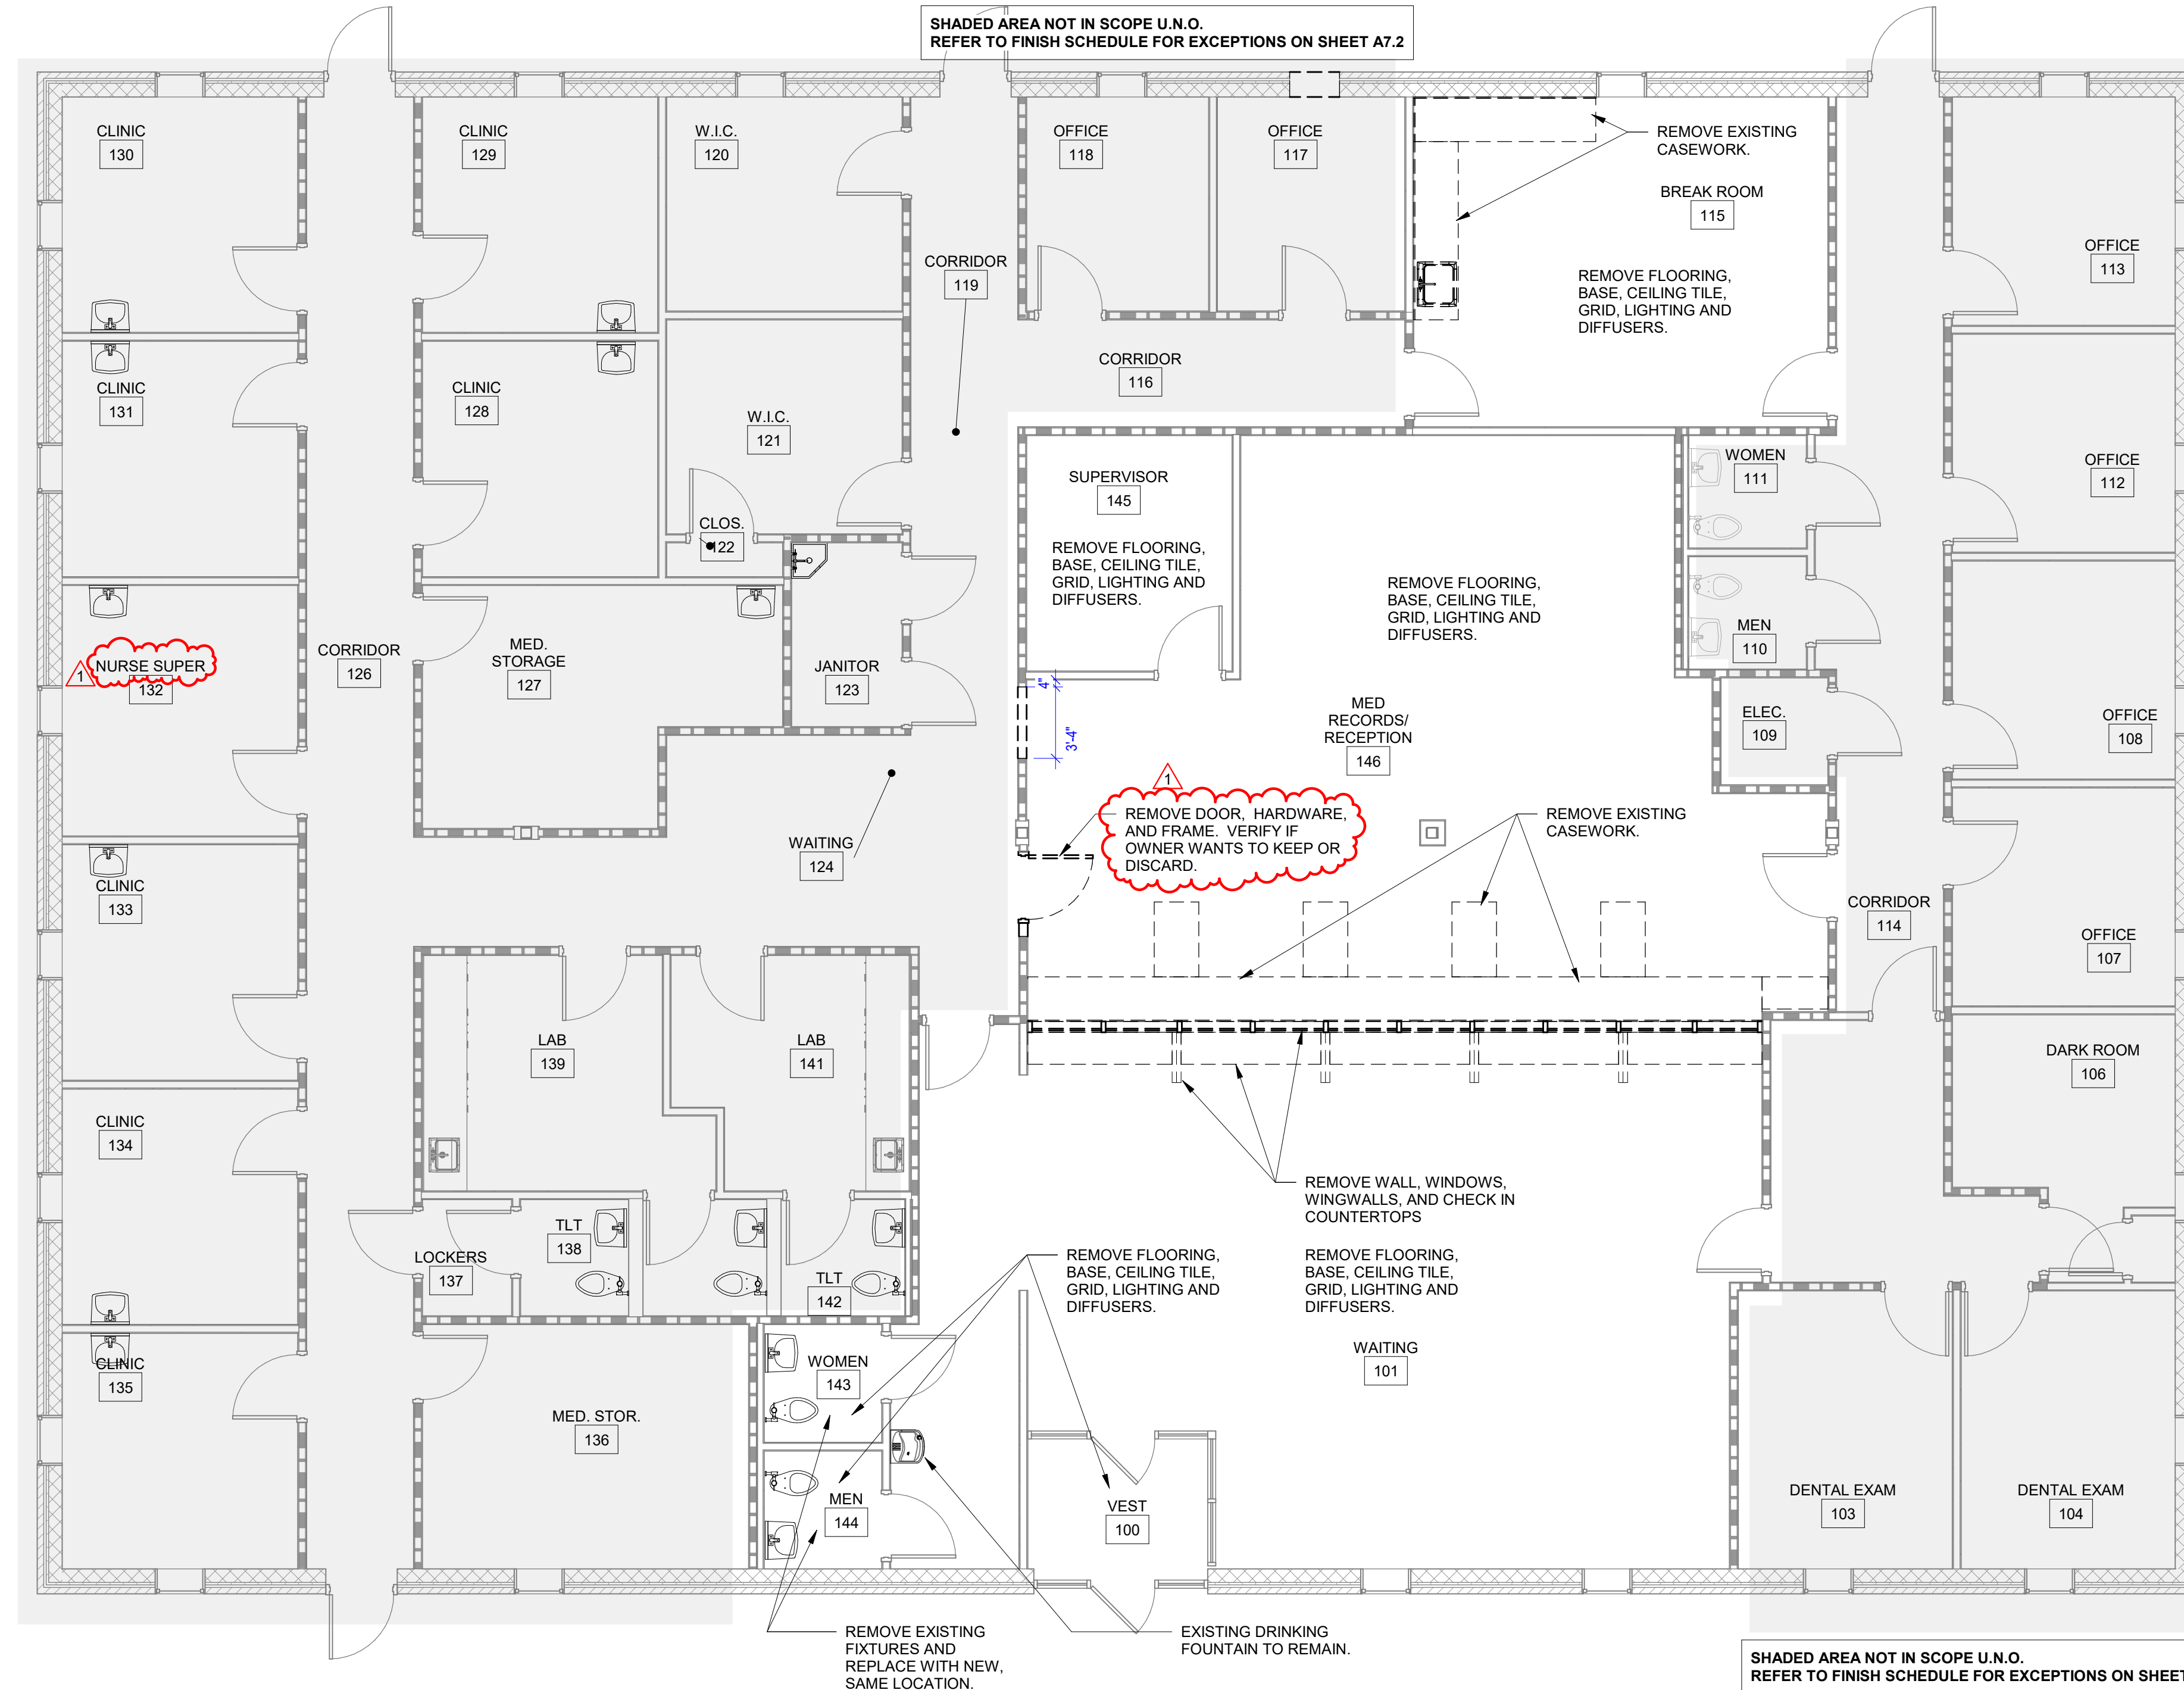 SHADED AREA NOT IN SCOPE U.N.O.
REFER TO FINISH SCHEDULE FOR EXCEPTIONS ON SHEET A7.2
CLINIC
130
CLINIC
129
W.I.C.
120
OFFICE
118
OFFICE
117
REMOVE EXISTING
CASEWORK.
BREAK ROOM
115
REMOVE FLOORING,
BASE, CEILING TILE,
GRID, LIGHTING AND
DIFFUSERS.
OFFICE
113
CORRIDOR
119
CORRIDOR
116
CLINIC
131
CLINIC
128
W.I.C.
121
SUPERVISOR
145
REMOVE FLOORING,
BASE, CEILING TILE,
GRID, LIGHTING AND
DIFFUSERS.
REMOVE FLOORING,
BASE, CEILING TILE,
GRID, LIGHTING AND
DIFFUSERS.
WOMEN
111
OFFICE
112
CLOS.
122
MEN
110
1
NURSE SUPER
132
CORRIDOR
126
MED.
STORAGE
127
JANITOR
123
4"
3'-4"
MED
RECORDS/
RECEPTION
146
ELEC.
109
OFFICE
108
1
REMOVE DOOR, HARDWARE,
AND FRAME. VERIFY IF
OWNER WANTS TO KEEP OR
DISCARD.
REMOVE EXISTING
CASEWORK.
WAITING
124
CLINIC
133
CORRIDOR
114
OFFICE
107
LAB
139
LAB
141
DARK ROOM
106
CLINIC
134
REMOVE WALL, WINDOWS,
WINGWALLS, AND CHECK IN
COUNTERTOPS
LOCKERS
137
TLT
138
TLT
142
REMOVE FLOORING,
BASE, CEILING TILE,
GRID, LIGHTING AND
DIFFUSERS.
REMOVE FLOORING,
BASE, CEILING TILE,
GRID, LIGHTING AND
DIFFUSERS.
WAITING
101
CLINIC
135
WOMEN
143
MED. STOR.
136
MEN
144
VEST
100
DENTAL EXAM
103
DENTAL EXAM
104
REMOVE EXISTING
FIXTURES AND
REPLACE WITH NEW,
SAME LOCATION.
EXISTING DRINKING
FOUNTAIN TO REMAIN.
SHADED AREA NOT IN SCOPE U.N.O.
REFER TO FINISH SCHEDULE FOR EXCEPTIONS ON SHEET